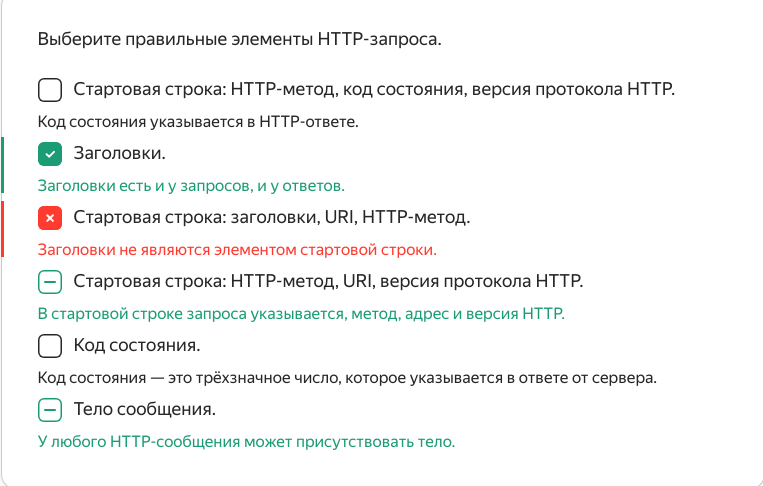 Выберите правильные элементы HTTP-запроса.
Стартовая строка: HTTP-метод, код состояния, версия протокола HTTP.
Код состояния указывается в HTTP-ответе.
Заголовки.
Заголовки есть и у запросов, и у ответов.
Стартовая строка: заголовки, URI, HTTP-метод.
Заголовки не являются элементом стартовой строки.
Стартовая строка: HTTP-метод, URI, версия протокола HTTP.
В стартовой строке запроса указывается, метод, адрес и версия HTTP.
Код состояния.
Код состояния — это трёхзначное число, которое указывается в ответе от сервера.
Тело сообщения.
У любого HTTP-сообщения может присутствовать тело.